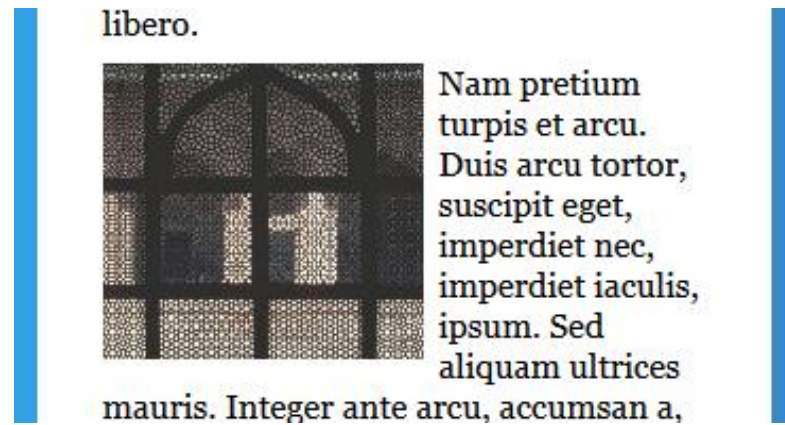 libero.
Nam pretium
turpis et arcu.
Duis arcu tortor,
suscipit eget,
imperdiet nec,
imperdiet iaculis,
ipsum. Sed
aliquam ultrices
mauris. Integer ante arcu, accumsan a,